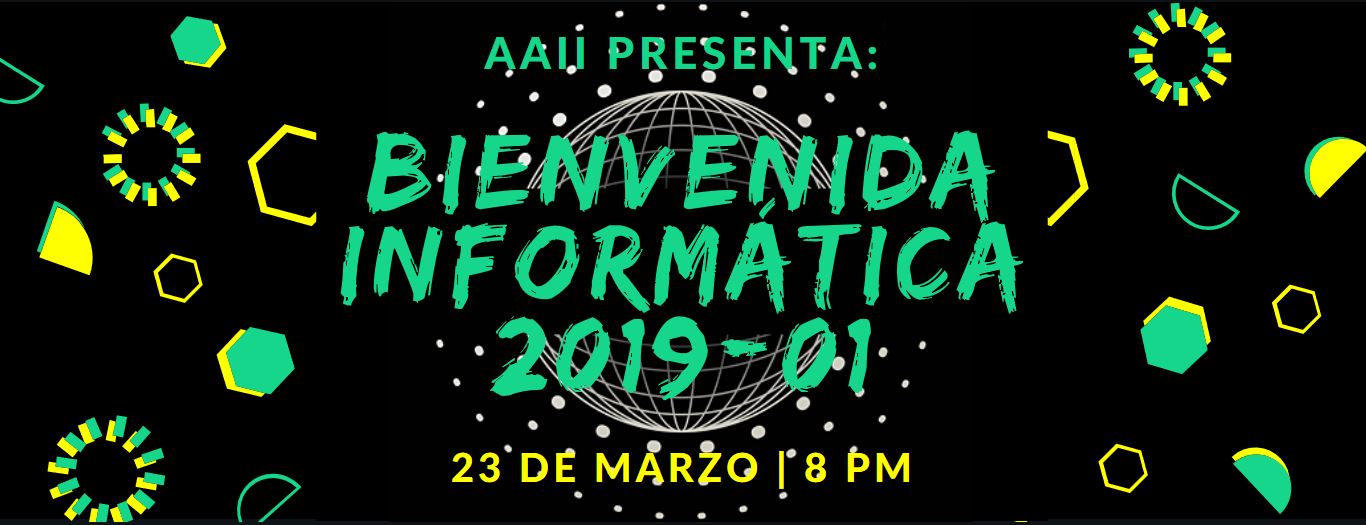 AAII PRESENTA:
BIENVENIDA
INFORMÁTICA
2019-01
23 DE MARZO | 8 PM